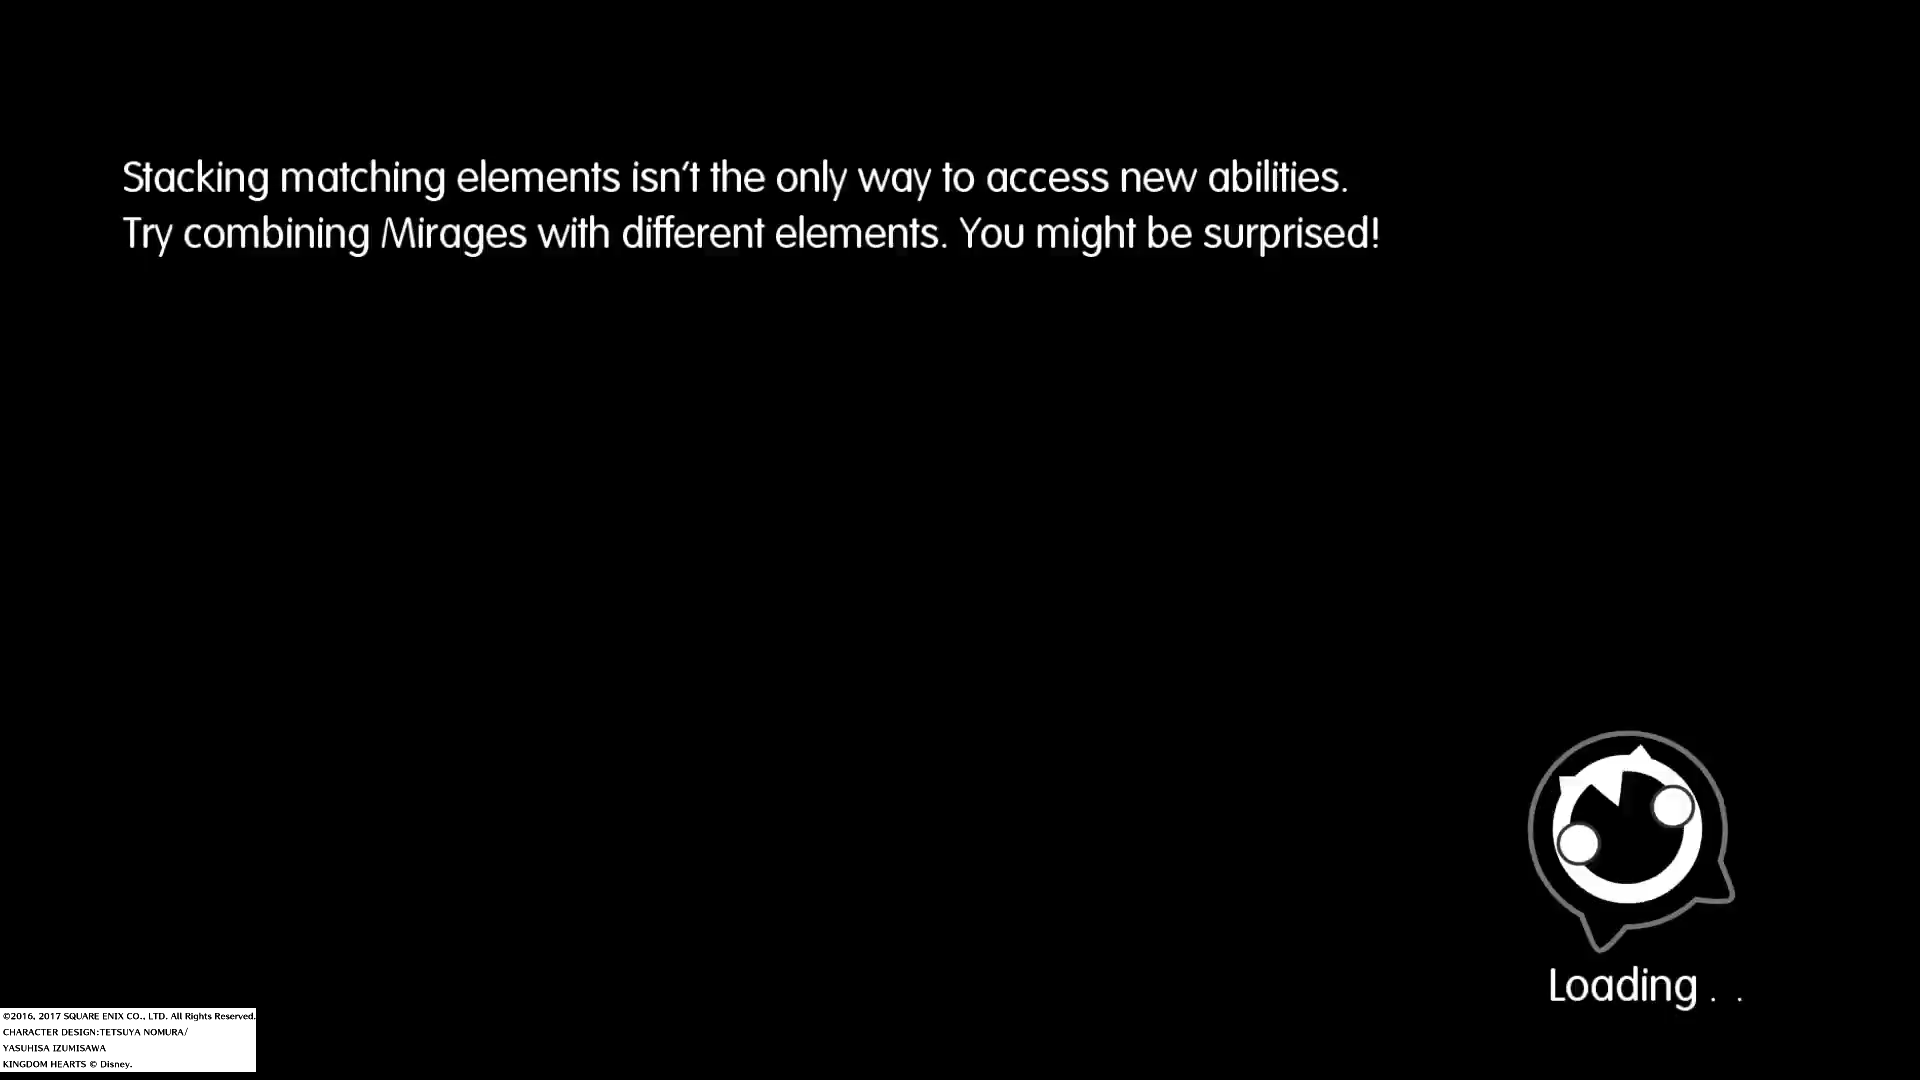 Stacking matching elements isn't the only way to access new abilities.
Try combining Mirages with different elements. You might be surprised!
Loading . .
©2016, 2017 SQUARE ENIX CO., LTD. All Rights Reserved.
CHARACTER DESIGN:TETSUYA NOMURA/
YASUHISA IZUMISAWA
KINGDOM HEARTS © Disney.